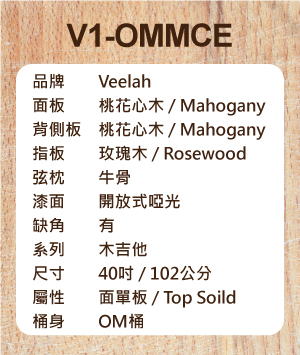 V1-OMMCE
品牌 Veelah
面板 桃花心木 / Mahogany
背側板 桃花心木 / Mahogany
指板 玫瑰木 / Rosewood
弦枕 牛骨
漆面 開放式啞光
缺角 有
系列 木吉他
尺寸 40吋 / 102公分
屬性 面單板 / Top Soild
桶身 OM桶